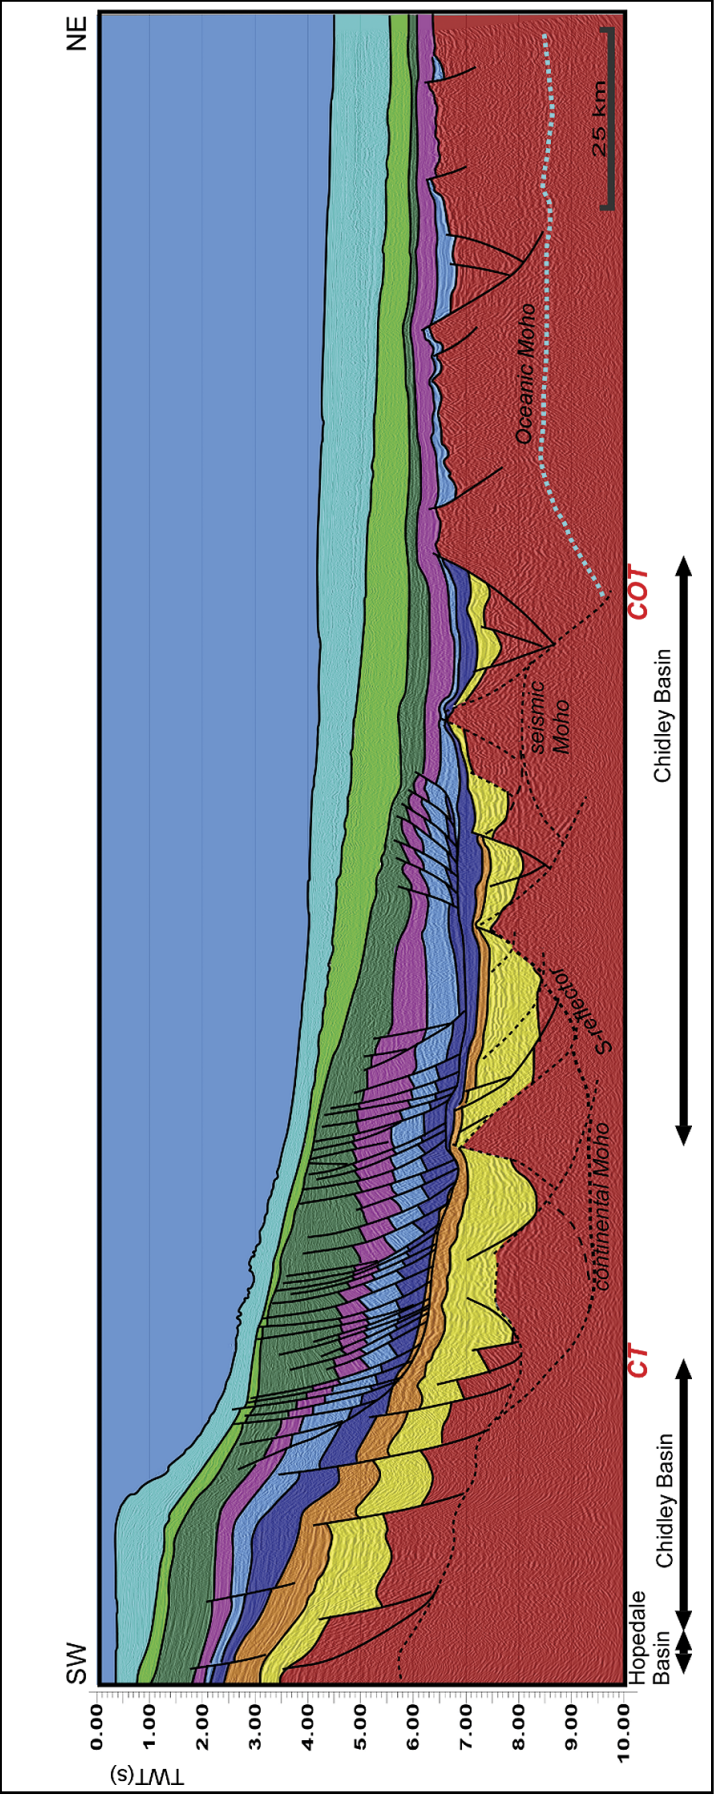 SW
NE
TWT(s)
0.00
1.00
2.00
3.00
4.00
5.00
6.00
7.00
8.00
9.00
10.00
25 km
Oceanic Moho
seismic
Moho
S-reflector
continental Moho
CT
COT
Hopedale
Basin
Chidley Basin
Chidley Basin